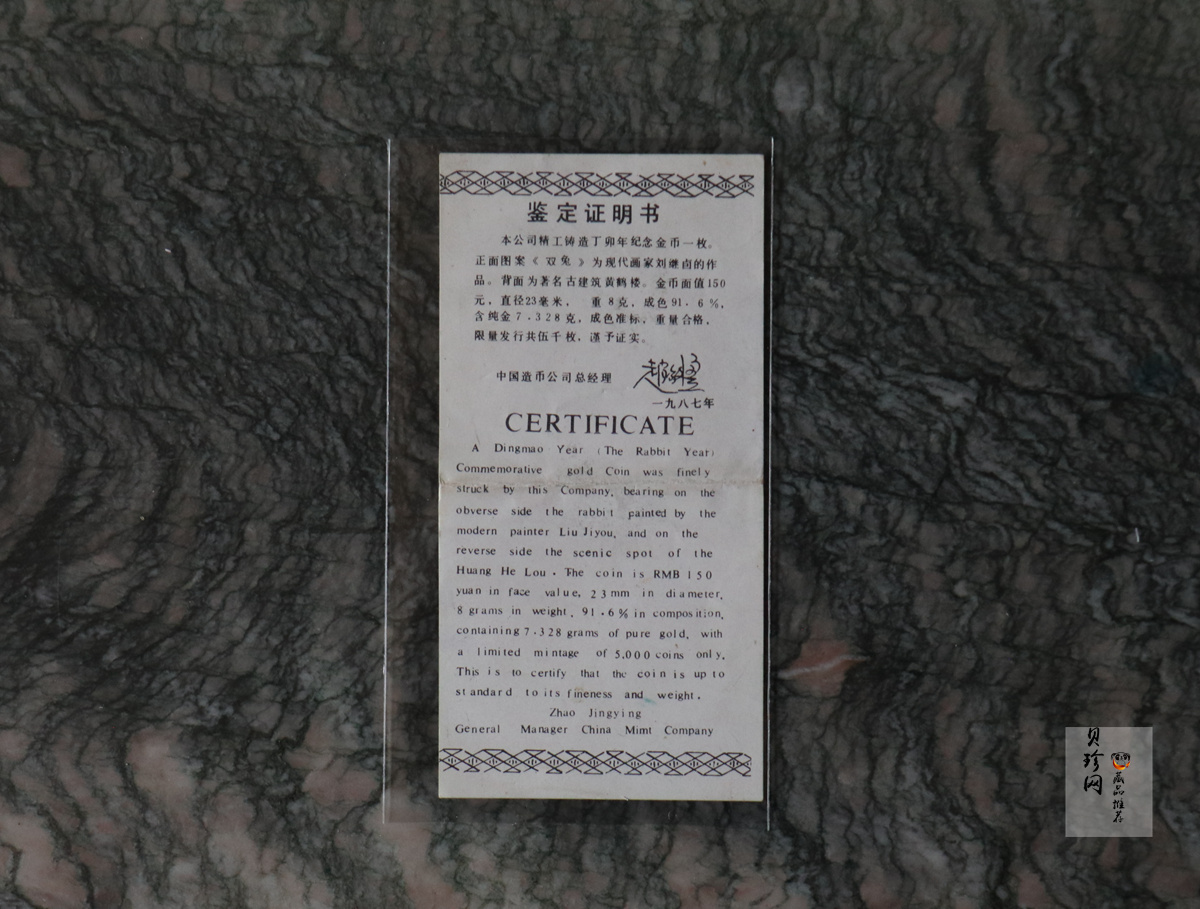 鉴定证明书
本公司精工铸造丁卯年纪念金币一枚。
正面图案《双兔》为现代画家刘继卣的作
品。背面为著名古建筑黄鹤楼。金币面值150
元，直径23毫米， 重8克，成色91.6%，
含纯金7.328克，成色准标，重量合格，
限量发行共伍千枚，谨予证实。
中国造币公司总经理
一九八七年
CERTIFICATE
A Dingmao Year (The Rabbit Year)
Commemorative gold Coin was finely
struck by this Company, bearing on the
obverse side the rabbit painted by the
modern painter Liu Jiyou, and on the
reverse side the scenic spot of the
Huang He Lou. The coin is RMB 150
yuan in face value, 23mm in diameter,
8 grams in weight, 91.6% in composition,
containing 7.328 grams of pure gold, with
a limited mintage of 5,000 coins only.
This is to certify that the coin is up to
standard to its fineness and weight.
Zhao Jingying
General Manager China Mimt Company
贝珍网
藏品推荐